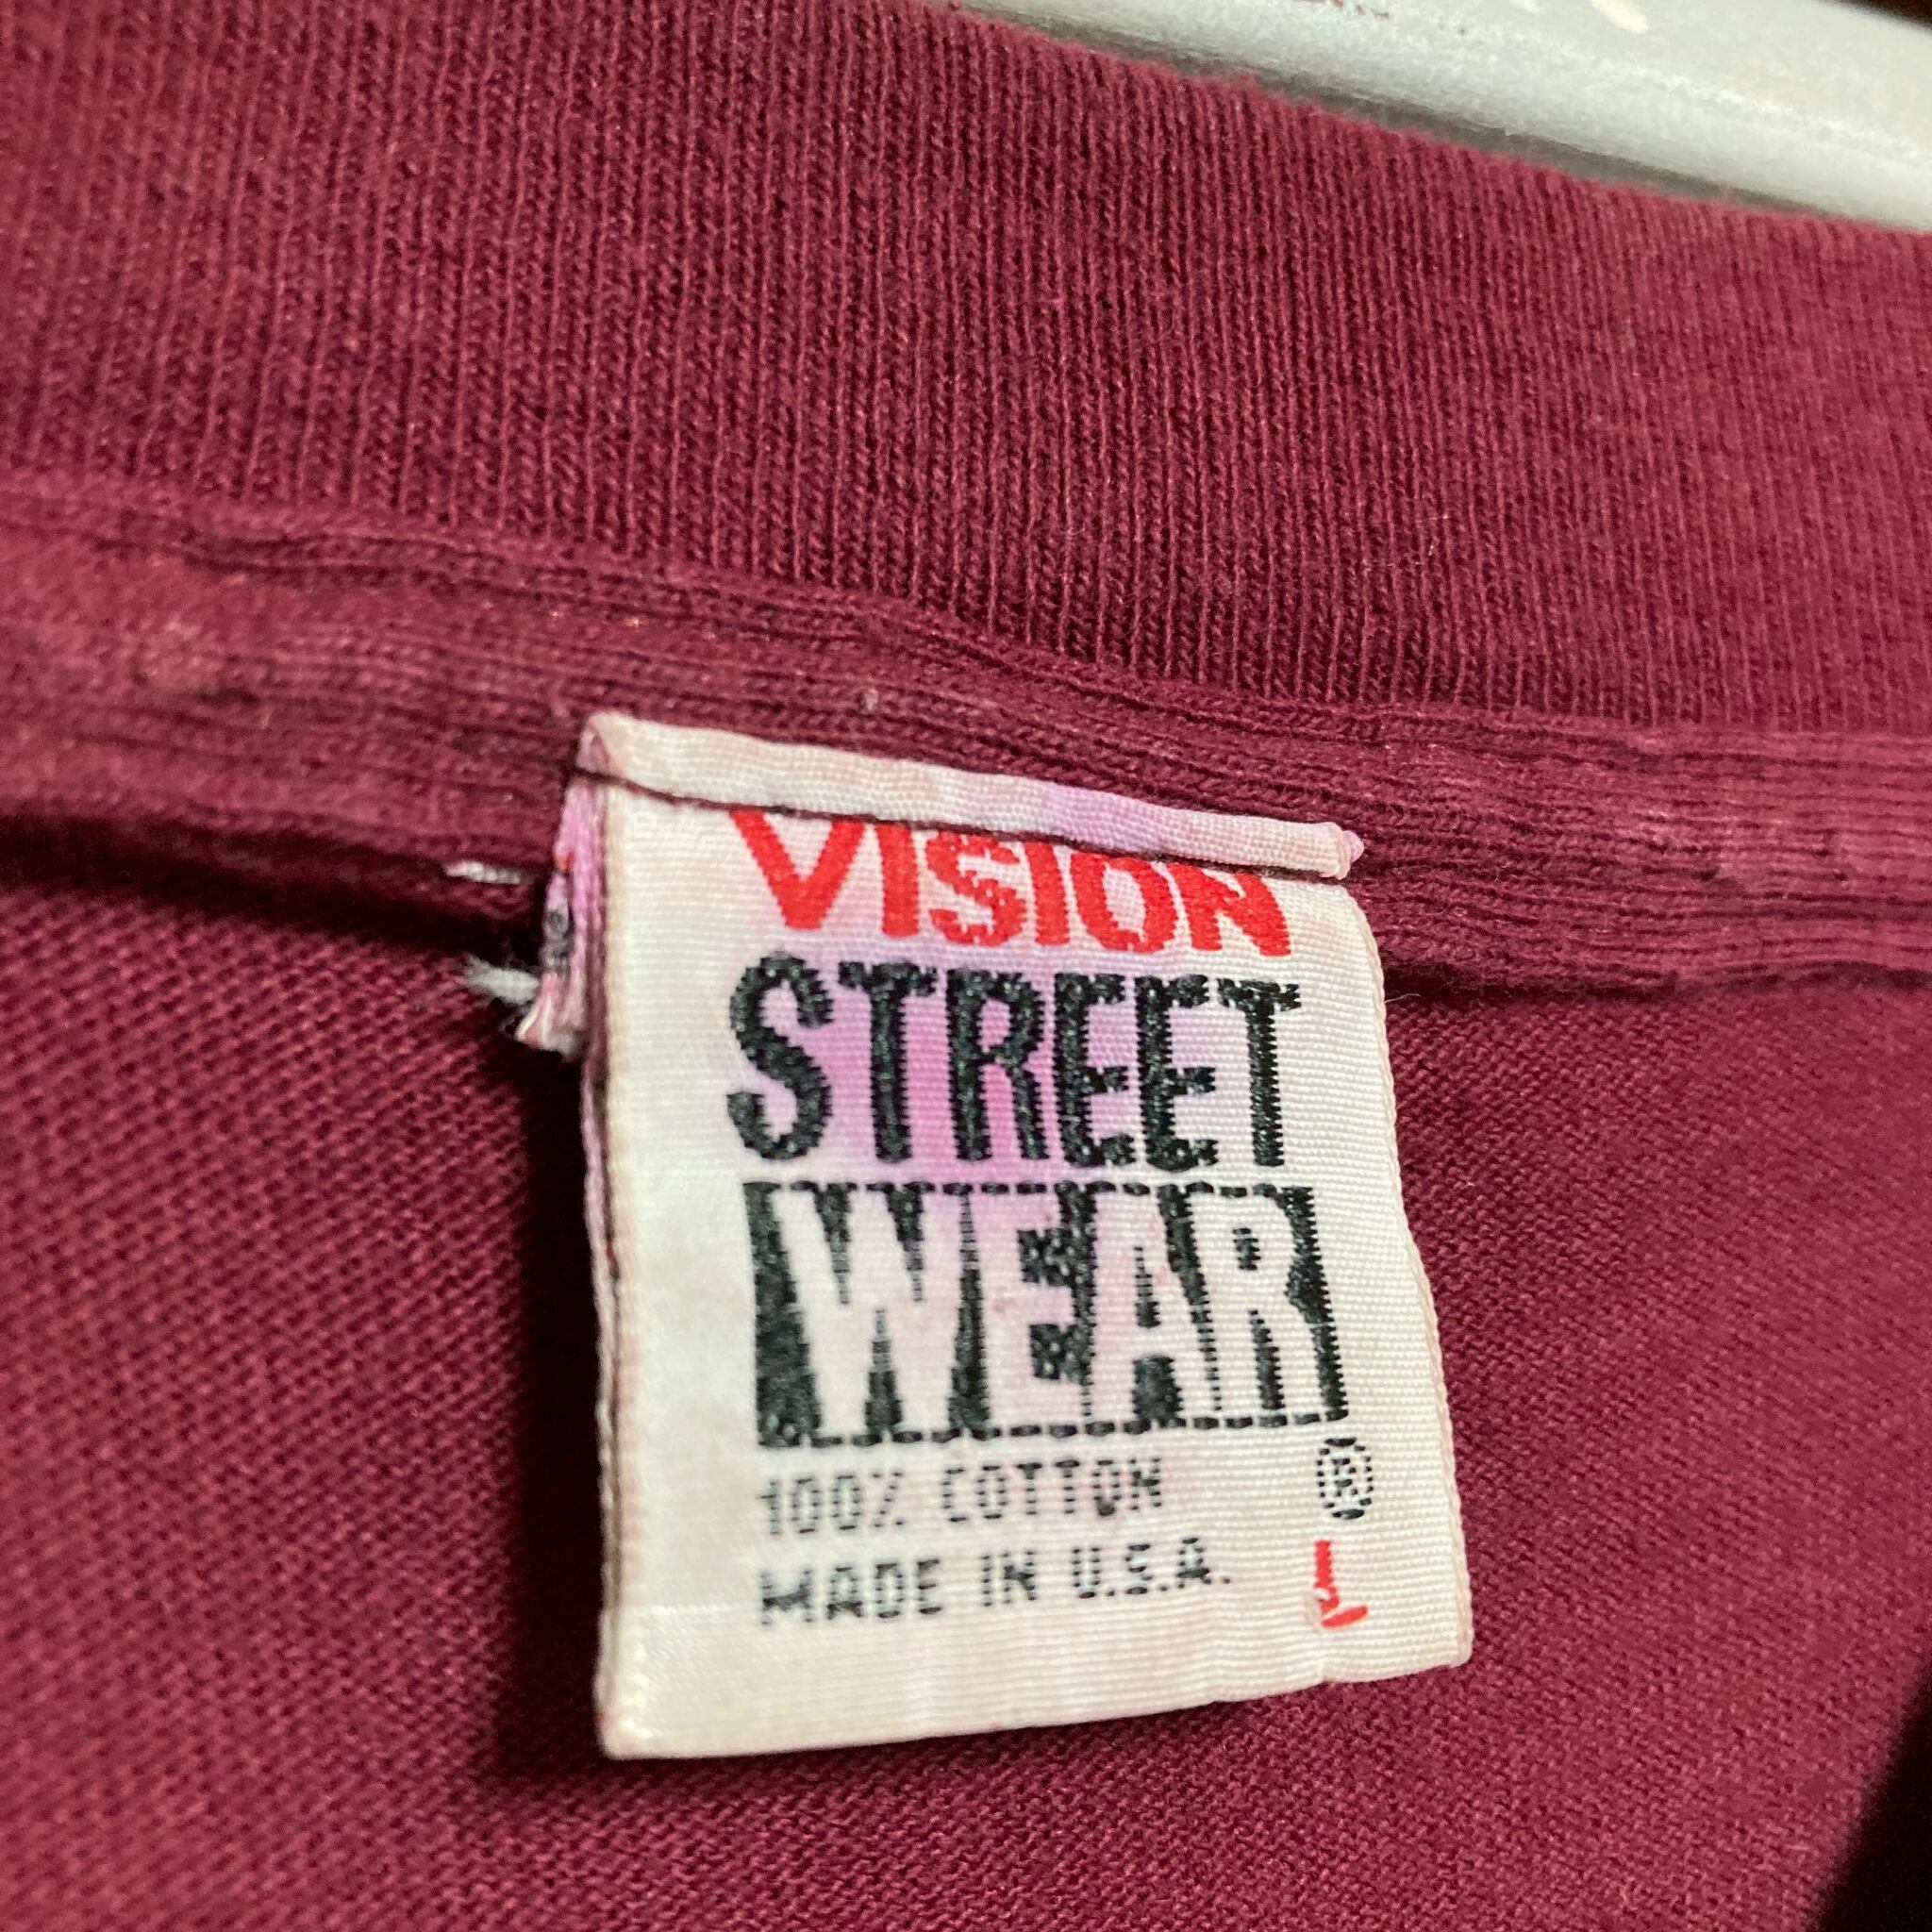 VISION
STREET
WEAR
®
100% COTTON
MADE IN U.S.A. L